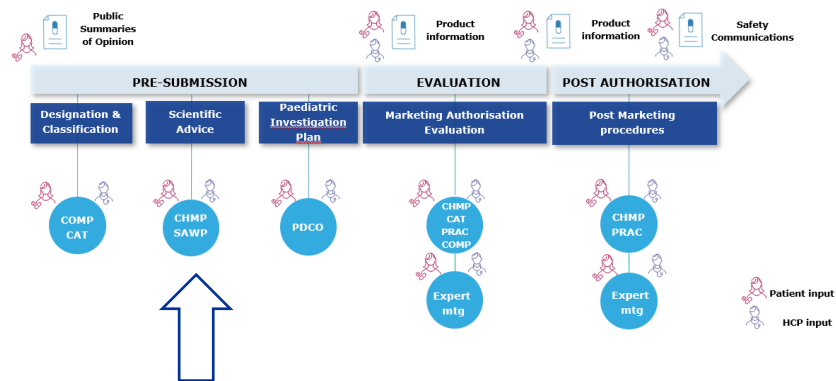 Public
Summaries
of Opinion
Product
information
Product
information
Safety
Communications
PRE-SUBMISSION
EVALUATION
POST AUTHORISATION
Designation &
Classification
Scientific
Advice
Paediatric
Investigation
Plan
Marketing Authorisation
Evaluation
Post Marketing
procedures
COMP
CAT
CHMP
SAWP
PDCO
CHMP
CAT
PRAC
COMP
CHMP
PRAC
Expert
mtg
Expert
mtg
Patient input
HCP input